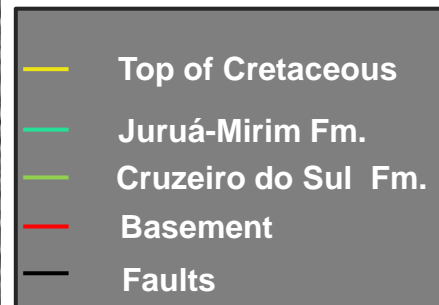 Top of Cretaceous
Juruá-Mirim Fm.
Cruzeiro do Sul Fm.
Basement
Faults